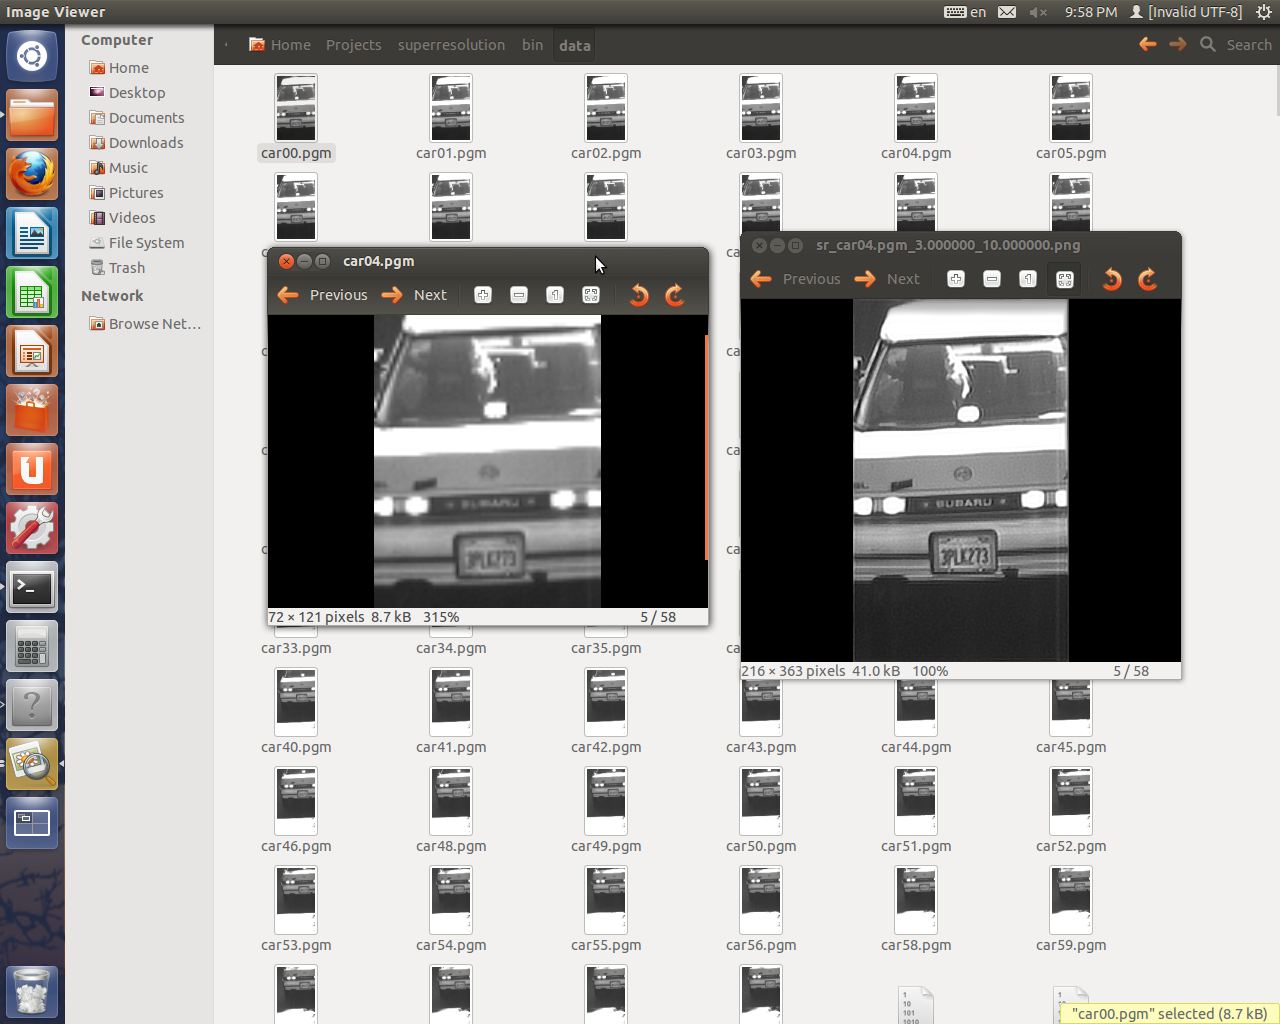 Image Viewer
en
9:58 PM
[Invalid UTF-8]
Computer
Home
Desktop
Documents
Downloads
Music
Pictures
Videos
File System
Trash
Network
Browse Net...
Home
Projects
superresolution
bin
data
Search
car00.pgm
car01.pgm
car02.pgm
car03.pgm
car04.pgm
car05.pgm
car04.pgm
Previous
Next
SUBARU
3PLK273
72 × 121 pixels 8.7 kB 315%
5 / 58
sr_car04.pgm_3.000000_10.000000.png
Previous
Next
SUBARU
3PLK273
216 × 363 pixels 41.0 kB 100%
5 / 58
car33.pgm
car34.pgm
car35.pgm
car40.pgm
car41.pgm
car42.pgm
car43.pgm
car44.pgm
car45.pgm
car46.pgm
car48.pgm
car49.pgm
car50.pgm
car51.pgm
car52.pgm
car53.pgm
car54.pgm
car55.pgm
car56.pgm
car58.pgm
car59.pgm
"car00.pgm" selected (8.7 kB)